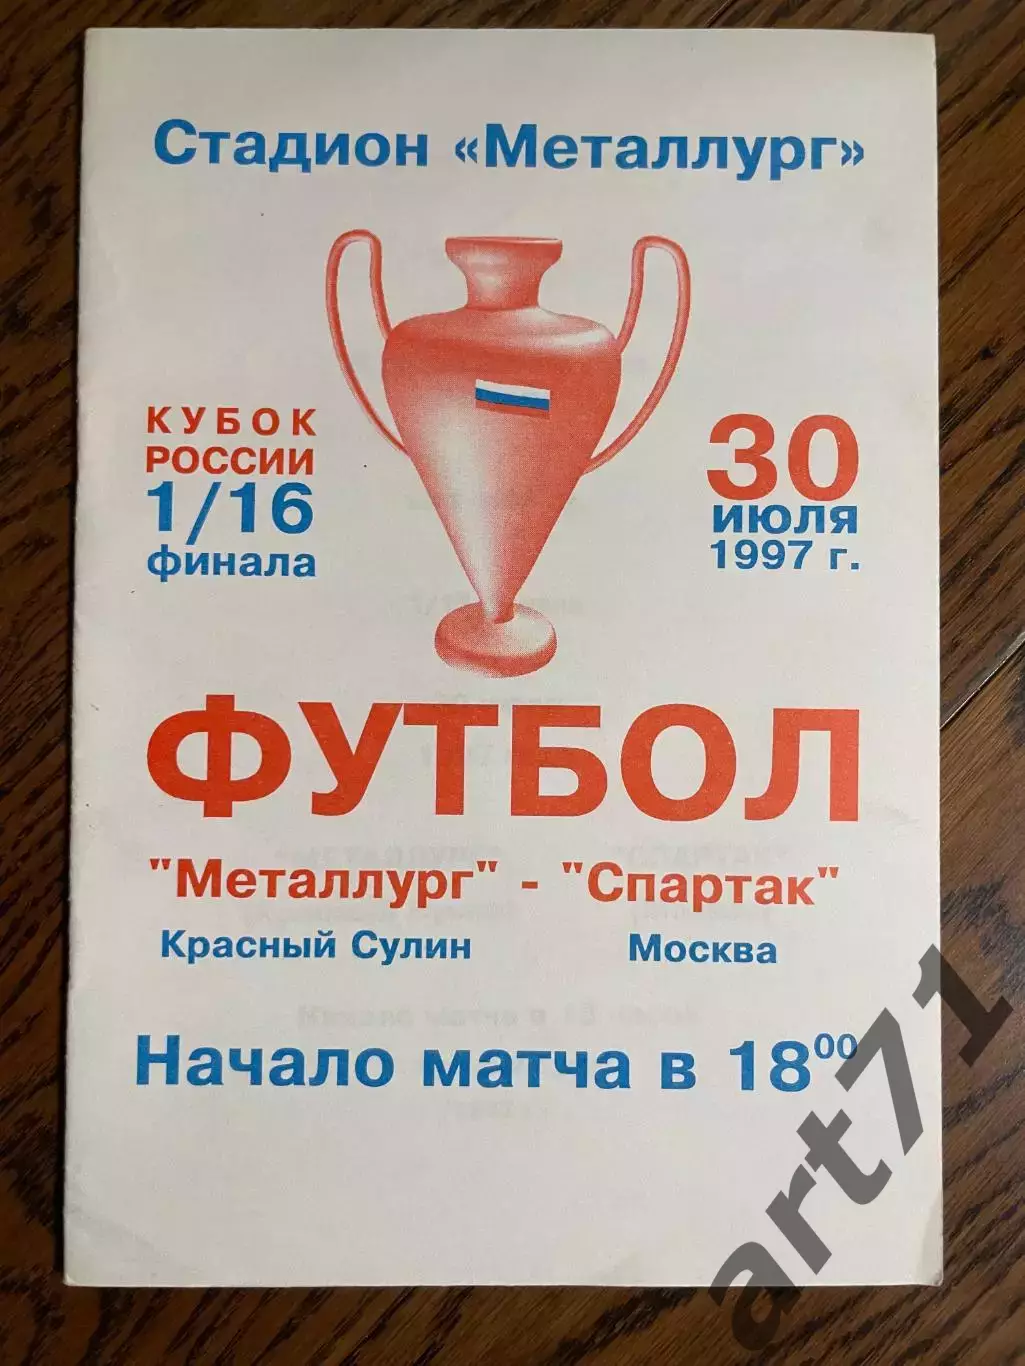 Стадион «Металлург»
КУБОК
РОССИИ
1/16
финала
30
ИЮЛЯ
1997 г.
ФУТБОЛ
"Металлург" - "Спартак"
Красный Сулин Москва
Начало матча в 18⁰⁰
art71